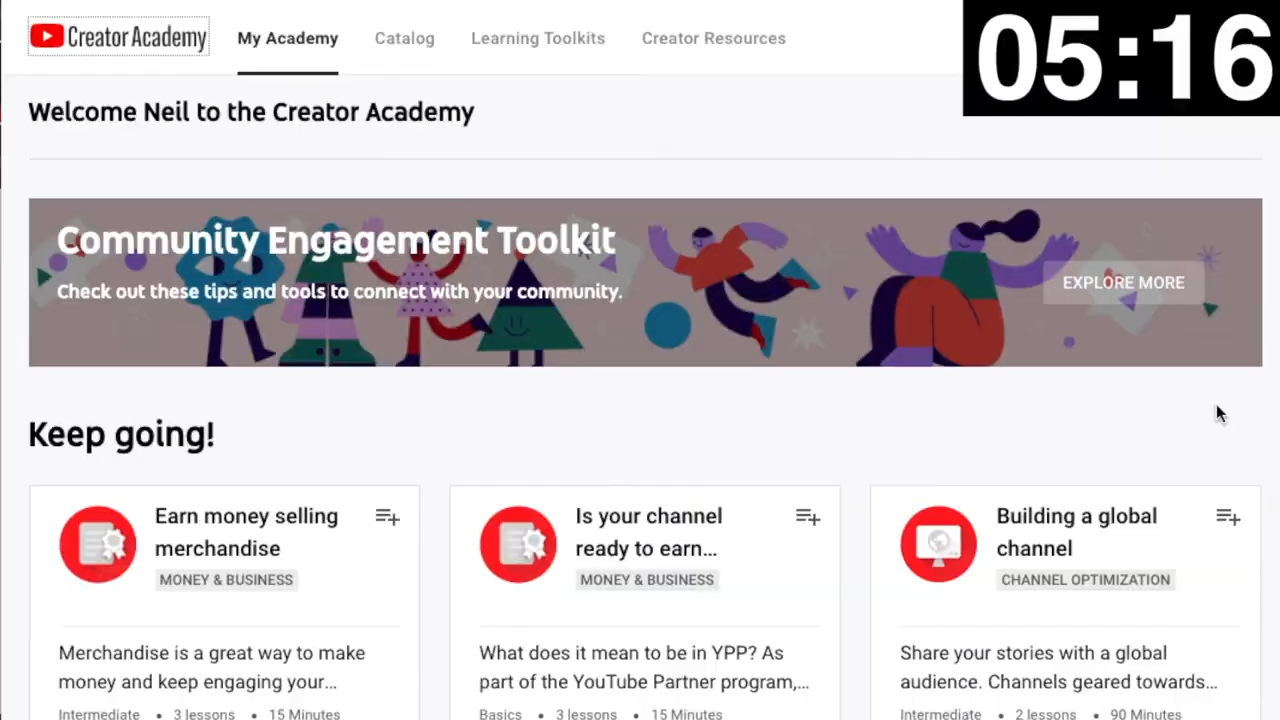 Creator Academy
My Academy
Catalog
Learning Toolkits
Creator Resources
05:16
Welcome Neil to the Creator Academy
Community Engagement Toolkit
Check out these tips and tools to connect with your community.
EXPLORE MORE
Keep going!
Earn money selling
merchandise
MONEY & BUSINESS
Merchandise is a great way to make
money and keep engaging your...
Intermediate • 3 lessons • 15 Minutes
Is your channel
ready to earn...
MONEY & BUSINESS
What does it mean to be in YPP? As
part of the YouTube Partner program,...
Basics • 3 lessons • 15 Minutes
Building a global
channel
CHANNEL OPTIMIZATION
Share your stories with a global
audience. Channels geared towards...
Intermediate • 2 lessons • 90 Minutes